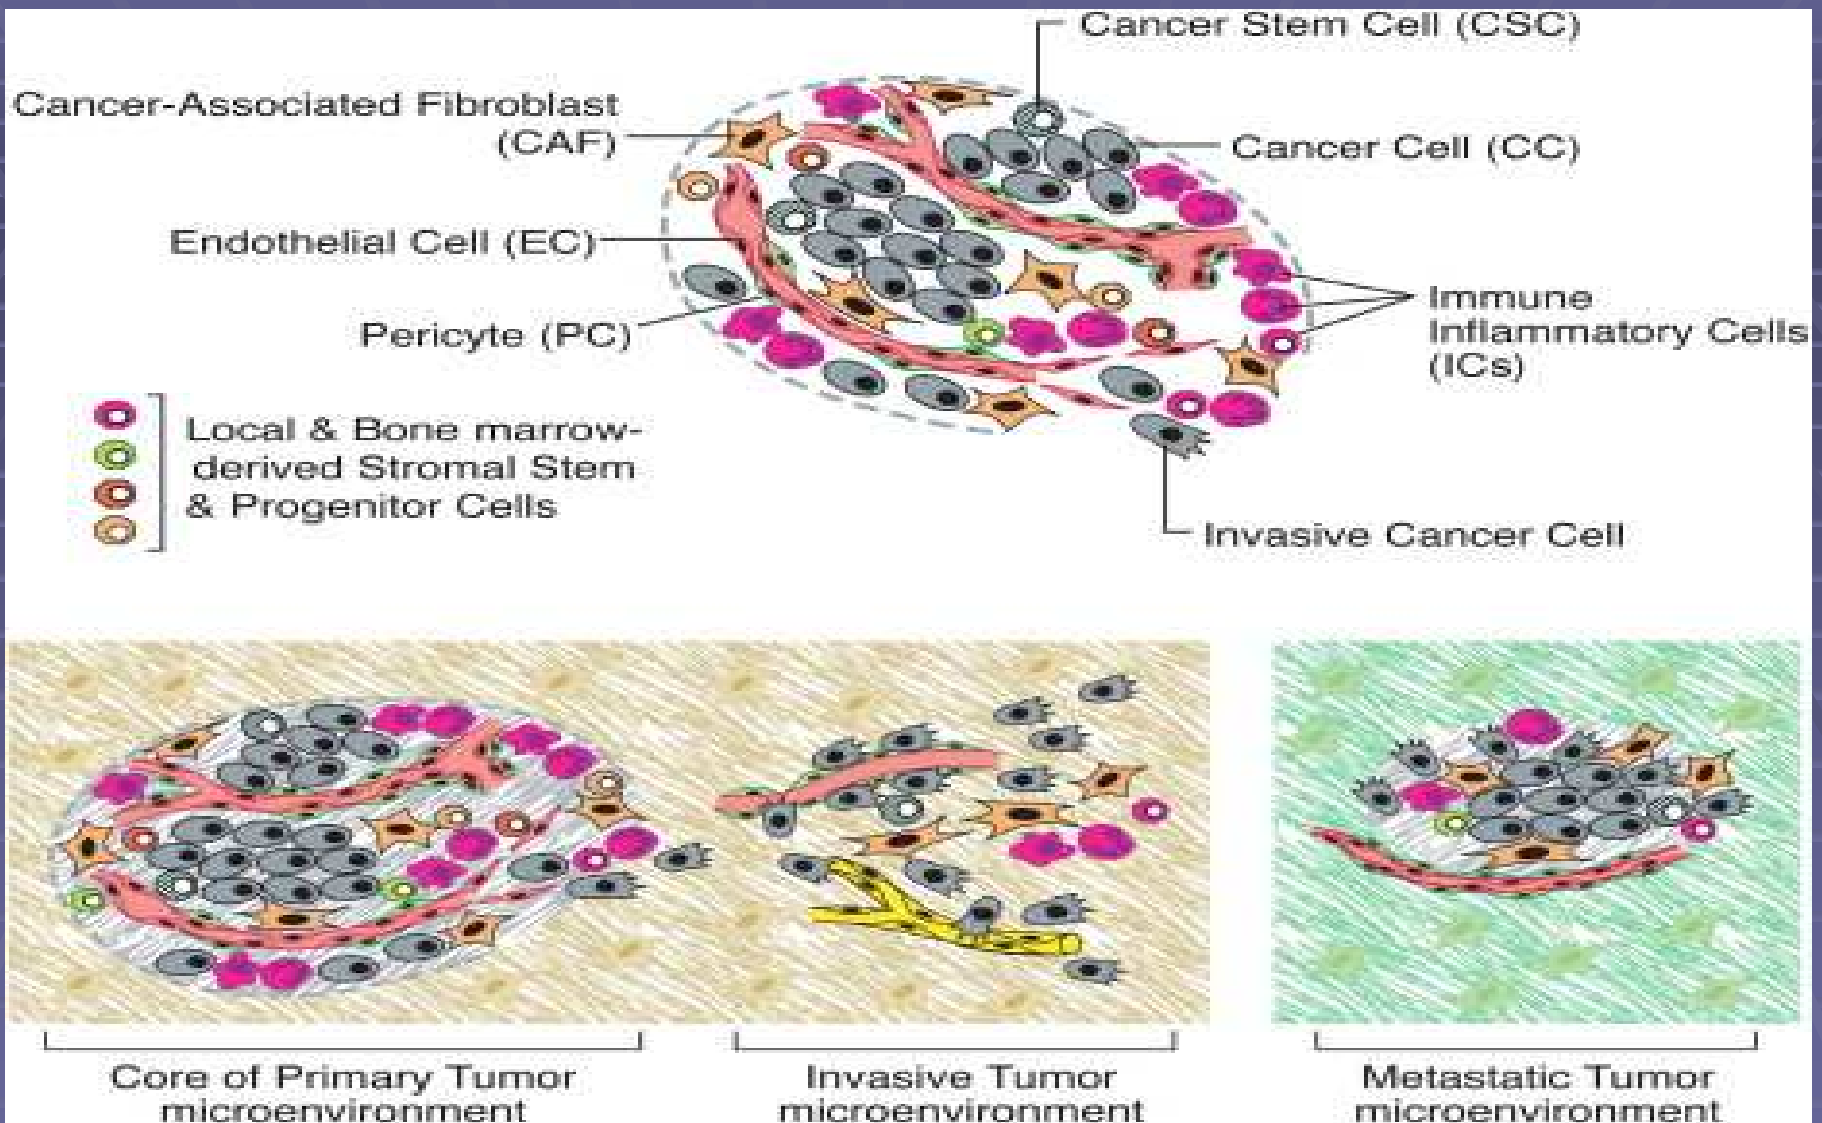 Cancer Stem Cell (CSC)
Cancer-Associated Fibroblast
(CAF)
Cancer Cell (CC)
Endothelial Cell (EC)
Pericyte (PC)
Immune
Inflammatory Cells
(ICs)
Local & Bone marrow-
derived Stromal Stem
& Progenitor Cells
Invasive Cancer Cell
Core of Primary Tumor
microenvironment
Invasive Tumor
microenvironment
Metastatic Tumor
microenvironment